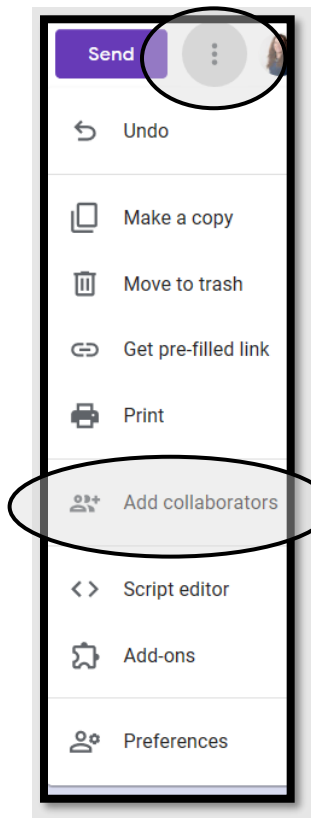 Send
Undo
Make a copy
Move to trash
Get pre-filled link
Print
Add collaborators
Script editor
Add-ons
Preferences